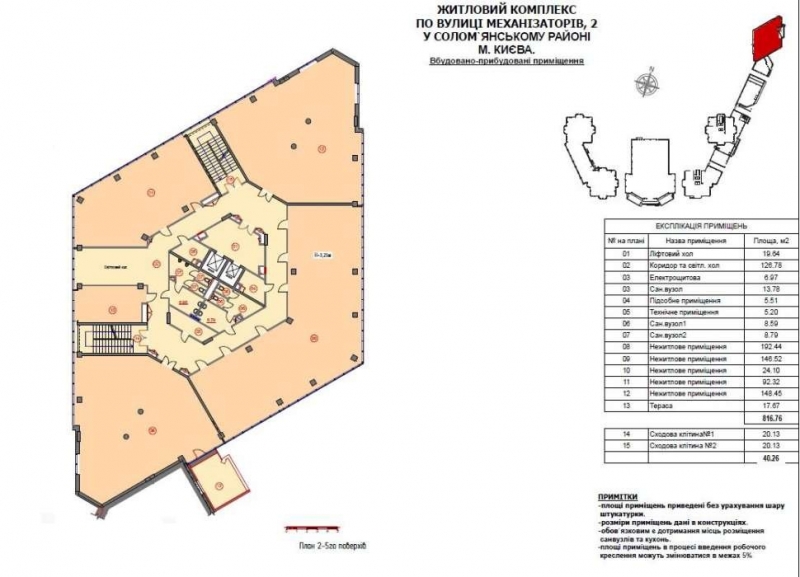 ЖИТЛОВИЙ КОМПЛЕКС
ПО ВУЛИЦІ МЕХАНІЗАТОРІВ, 2
У СОЛОМ`ЯНСЬКОМУ РАЙОНІ
М. КИЄВА.
Вбудовано-прибудовані приміщення
ЕКСПЛІКАЦІЯ ПРИМІЩЕНЬ
№ на плані Назва приміщення Площа, м2
01 Ліфтовий хол 19.64
02 Коридор та світл. хол 126.78
03 Електрощитова 6.97
03 Сан.вузол 13.78
04 Підсобне приміщення 5.51
05 Технічне приміщення 5.20
06 Сан.вузол1 8.59
07 Сан.вузол2 8.79
08 Нежитлове приміщення 192.44
09 Нежитлове приміщення 146.52
10 Нежитлове приміщення 24.10
11 Нежитлове приміщення 92.32
12 Нежитлове приміщення 148.45
13 Тераса 17.67
816.76
14 Сходова клітина№1 20.13
15 Сходова клітина №2 20.13
40.26
ПРИМІТКИ
-площі приміщень приведені без урахування шару
штукатурки.
-розміри приміщень дані в конструкціях.
-обов`язковим є дотримання місць розміщення
санвузлів та кухонь.
-площі приміщень в процесі введення робочого
креслення можуть змінюватися в межах 5%
План 2-5го поверхів